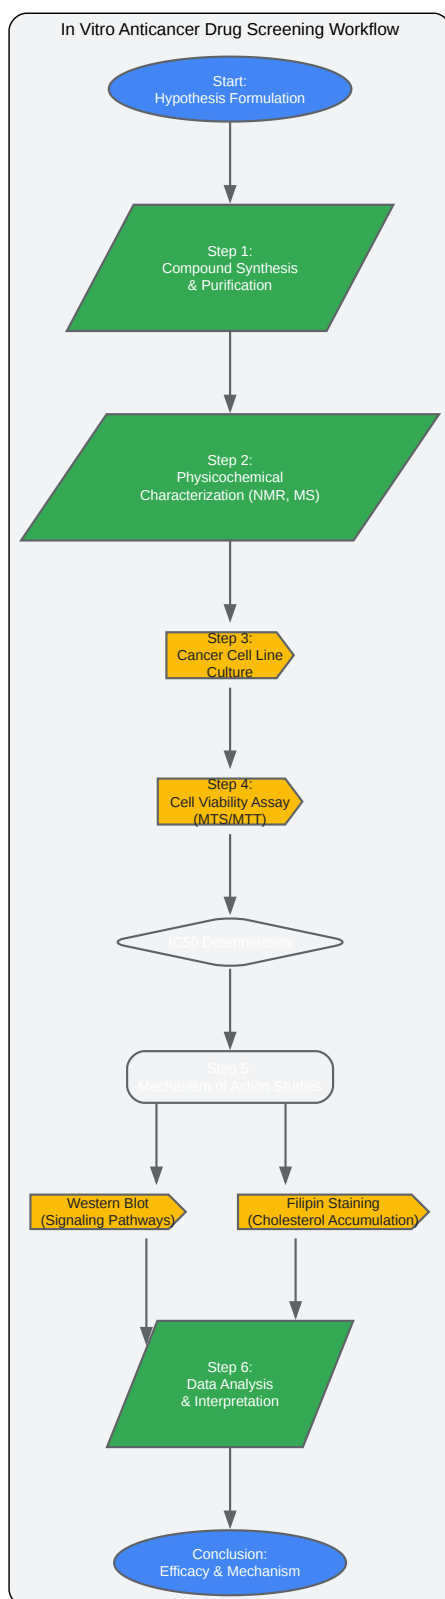 In Vitro Anticancer Drug Screening Workflow
Start:
Hypothesis Formulation
Step 1:
Compound Synthesis
& Purification
Step 2:
Physicochemical
Characterization (NMR, MS)
Step 3:
Cancer Cell Line
Culture
Step 4:
Cell Viability Assay
(MTS/MTT)
IC50 Determination
Step 5:
Mechanism of Action Studies
Western Blot
(Signaling Pathways)
Filipin Staining
(Cholesterol Accumulation)
Step 6:
Data Analysis
& Interpretation
Conclusion:
Efficacy & Mechanism